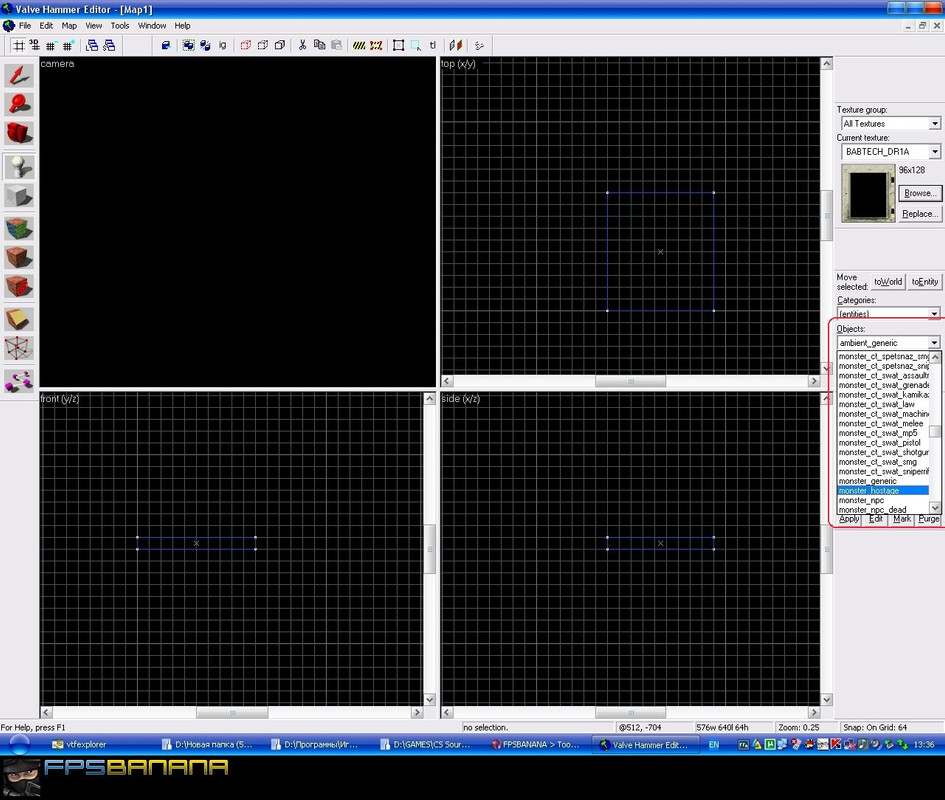 Valve Hammer Editor - [Map1]
File Edit Map View Tools Window Help
camera
top (x/y)
Texture group:
All Textures
Current texture:
BABTECH_DR1A
96x128
Browse...
Replace...
Move selected: toWorld toEntity
Categories:
(entities)
Objects:
ambient_generic
monster_ct_spetsnaz_smg
monster_ct_spetsnaz_snip
monster_ct_swat_assault
monster_ct_swat_grenade
monster_ct_swat_kamikaz
monster_ct_swat_law
monster_ct_swat_machin
monster_ct_swat_melee
monster_ct_swat_mp5
monster_ct_swat_pistol
monster_ct_swat_shotgun
monster_ct_swat_smg
monster_ct_swat_sniperrif
monster_generic
monster_hostage
monster_npc
monster_npc_dead
Apply Edit Mark Purge
front (y/z)
side (x/z)
For Help, press F1
no selection.
@512, -704
576w 640l 64h
Zoom: 0.25
Snap: On Grid: 64
vtfexplorer
D:\Новая папка (5...
D:\Программы\Иг...
D:\GAMES\CS Sour...
FPSBANANA > Too...
Valve Hammer Edit...
EN
13:36
FPSBANANA